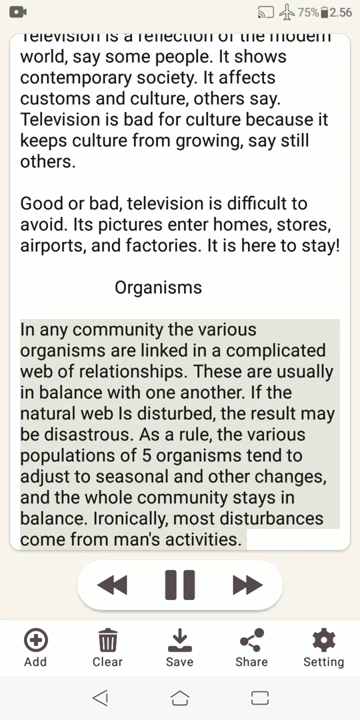 75% 2.56
Television is a reflection of the modern
world, say some people. It shows
contemporary society. It affects
customs and culture, others say.
Television is bad for culture because it
keeps culture from growing, say still
others.
Good or bad, television is difficult to
avoid. Its pictures enter homes, stores,
airports, and factories. It is here to stay!
Organisms
In any community the various
organisms are linked in a complicated
web of relationships. These are usually
in balance with one another. If the
natural web Is disturbed, the result may
be disastrous. As a rule, the various
populations of 5 organisms tend to
adjust to seasonal and other changes,
and the whole community stays in
balance. Ironically, most disturbances
come from man's activities.
Add Clear Save Share Setting